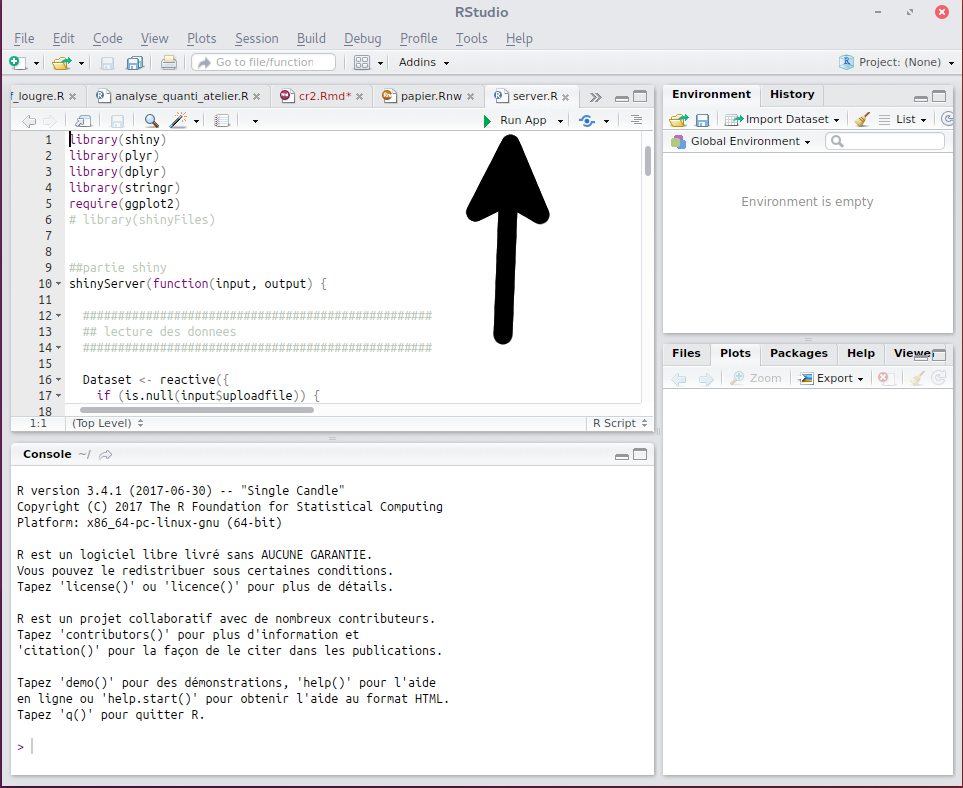 RStudio
File Edit Code View Plots Session Build Debug Profile Tools Help
Go to file/function Addins Project: (None)
f_lougre.R analyse_quanti_atelier.R cr2.Rmd* papier.Rnw server.R
Run App
1 library(shiny)
2 library(plyr)
3 library(dplyr)
4 library(stringr)
5 require(ggplot2)
6 # library(shinyFiles)
7
8
9 ##partie shiny
10 shinyServer(function(input, output) {
11
12 ##################################################
13 ## lecture des donnees
14 ##################################################
15
16 Dataset <- reactive({
17 if (is.null(input$uploadfile)) {
18
1:1 (Top Level) R Script
Console ~/
R version 3.4.1 (2017-06-30) -- "Single Candle"
Copyright (C) 2017 The R Foundation for Statistical Computing
Platform: x86_64-pc-linux-gnu (64-bit)
R est un logiciel libre livré sans AUCUNE GARANTIE.
Vous pouvez le redistribuer sous certaines conditions.
Tapez 'license()' ou 'licence()' pour plus de détails.
R est un projet collaboratif avec de nombreux contributeurs.
Tapez 'contributors()' pour plus d'information et
'citation()' pour la façon de le citer dans les publications.
Tapez 'demo()' pour des démonstrations, 'help()' pour l'aide
en ligne ou 'help.start()' pour obtenir l'aide au format HTML.
Tapez 'q()' pour quitter R.
>
Environment History
Import Dataset List
Global Environment
Environment is empty
Files Plots Packages Help Viewer
Zoom Export